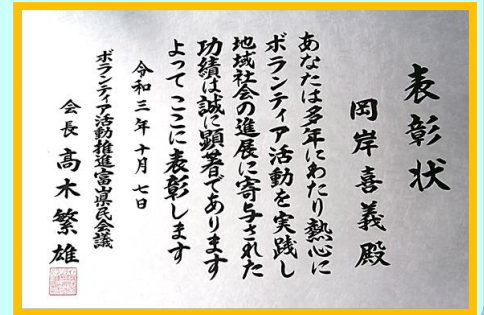 表彰状
岡岸喜義殿
あなたは多年にわたり熱心に
ボランティア活動を実践し
地域社会の進展に寄与された
功績は誠に顕著であります
よってここに表彰します
令和三年十月七日
ボランティア活動推進富山県民会議
会長髙木繁雄